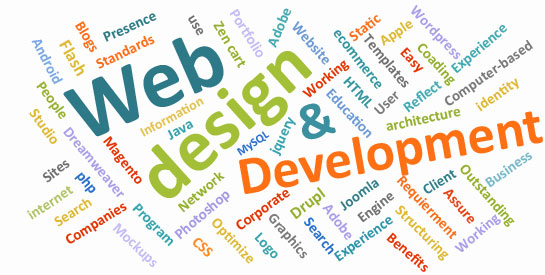 Blogs
Presence
use
Portfolio
Adobe
Static
Apple
Wordpress
Android
Flash
Standards
Zen cart
Website
ecommerce
Templates
Easy
Coading
Experience
People
Web
Working
HTML
User
Reflect
Computer-based
Studio
Information
design
Education
architecture
identity
Dreamweaver
Java
MySQL
jquery
&
Sites
Magento
Development
internet
php
Network
Search
Companies
Program
Photoshop
Corporate
Drupl
Joomla
Requierment
Client
Outstanding
Business
Mockups
CSS
Optimize
Logo
Graphics
Search
Adobe
Engine
Experience
Structuring
Assure
Working
Benefits